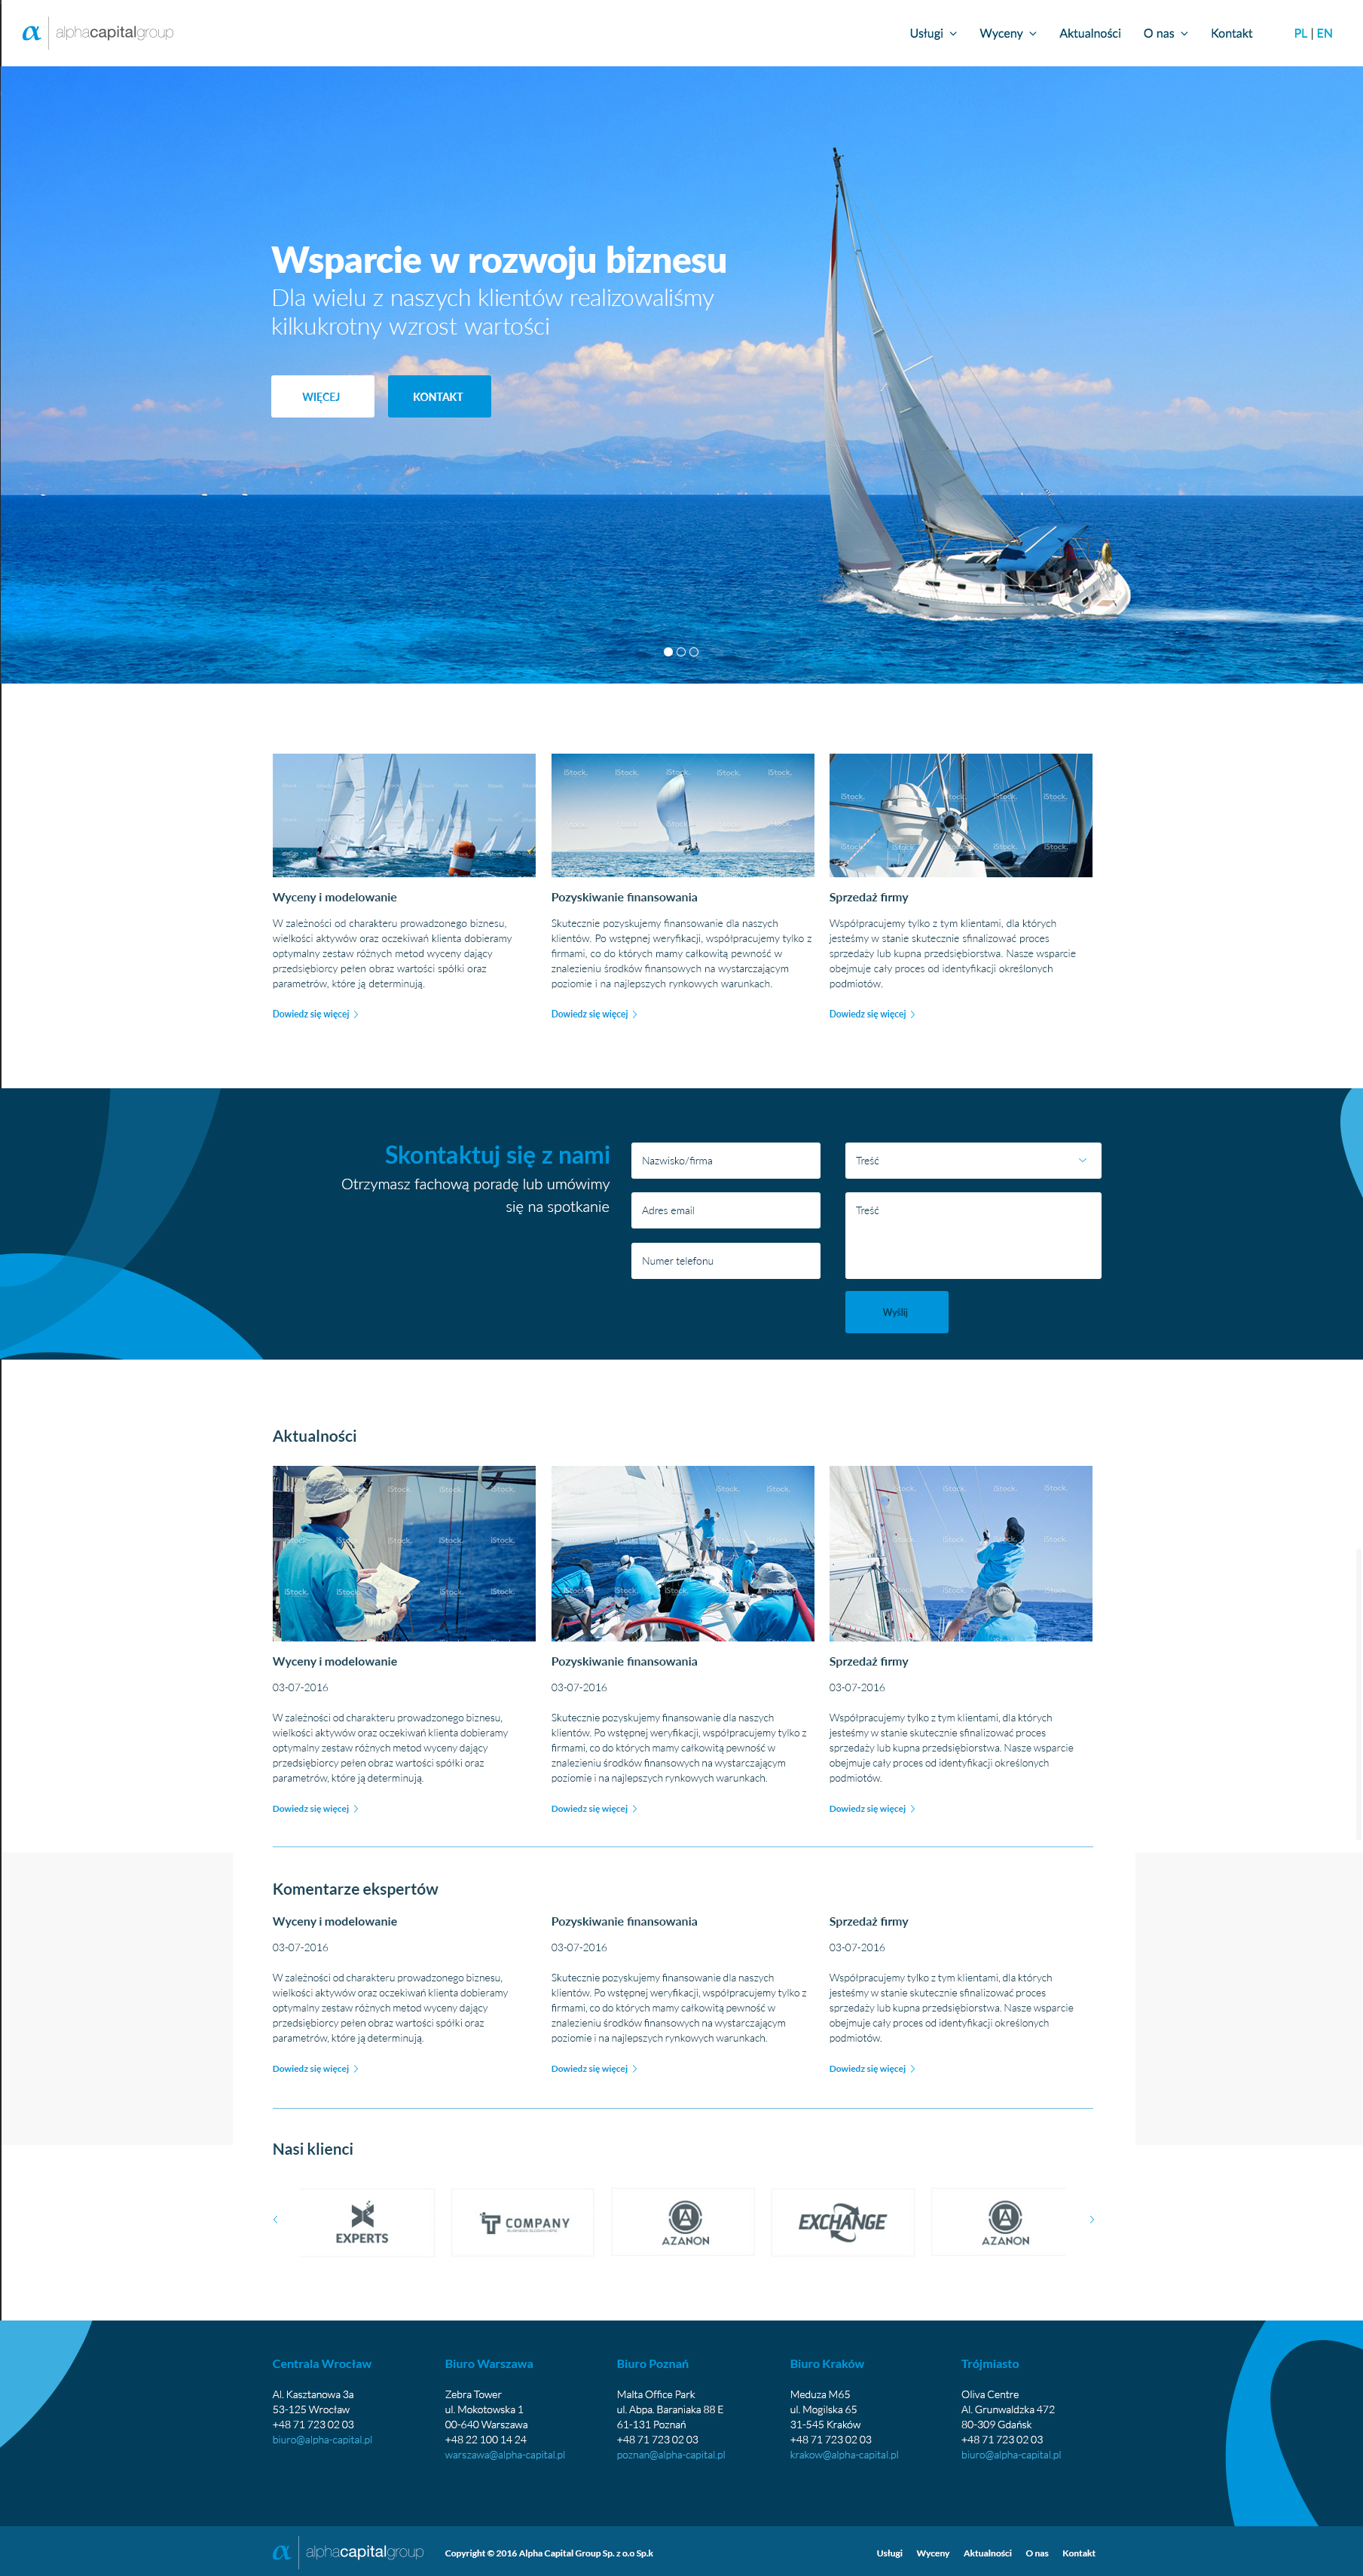 α alphacapitalgroup
Usługi Wyceny Aktualności O nas Kontakt PL | EN
Wsparcie w rozwoju biznesu
Dla wielu z naszych klientów realizowaliśmy
kilkukrotny wzrost wartości
WIĘCEJ KONTAKT
iStock. iStock. iStock. iStock. iStock.
Wyceny i modelowanie
W zależności od charakteru prowadzonego biznesu,
wielkości aktywów oraz oczekiwań klienta dobieramy
optymalny zestaw różnych metod wyceny dający
przedsiębiorcy pełen obraz wartości spółki oraz
parametrów, które ją determinują.
Dowiedz się więcej
Pozyskiwanie finansowania
Skutecznie pozyskujemy finansowanie dla naszych
klientów. Po wstępnej weryfikacji, współpracujemy tylko z
firmami, co do których mamy całkowitą pewność w
znalezieniu środków finansowych na wystarczającym
poziomie i na najlepszych rynkowych warunkach.
Dowiedz się więcej
Sprzedaż firmy
Współpracujemy tylko z tym klientami, dla których
jesteśmy w stanie skutecznie sfinalizować proces
sprzedaży lub kupna przedsiębiorstwa. Nasze wsparcie
obejmuje cały proces od identyfikacji określonych
podmiotów.
Dowiedz się więcej
Skontaktuj się z nami
Otrzymasz fachową poradę lub umówimy
się na spotkanie
Nazwisko/firma
Adres email
Numer telefonu
Treść
Treść
Wyślij
Aktualności
Wyceny i modelowanie
03-07-2016
W zależności od charakteru prowadzonego biznesu,
wielkości aktywów oraz oczekiwań klienta dobieramy
optymalny zestaw różnych metod wyceny dający
przedsiębiorcy pełen obraz wartości spółki oraz
parametrów, które ją determinują.
Dowiedz się więcej
Pozyskiwanie finansowania
03-07-2016
Skutecznie pozyskujemy finansowanie dla naszych
klientów. Po wstępnej weryfikacji, współpracujemy tylko z
firmami, co do których mamy całkowitą pewność w
znalezieniu środków finansowych na wystarczającym
poziomie i na najlepszych rynkowych warunkach.
Dowiedz się więcej
Sprzedaż firmy
03-07-2016
Współpracujemy tylko z tym klientami, dla których
jesteśmy w stanie skutecznie sfinalizować proces
sprzedaży lub kupna przedsiębiorstwa. Nasze wsparcie
obejmuje cały proces od identyfikacji określonych
podmiotów.
Dowiedz się więcej
Komentarze ekspertów
Wyceny i modelowanie
03-07-2016
W zależności od charakteru prowadzonego biznesu,
wielkości aktywów oraz oczekiwań klienta dobieramy
optymalny zestaw różnych metod wyceny dający
przedsiębiorcy pełen obraz wartości spółki oraz
parametrów, które ją determinują.
Dowiedz się więcej
Pozyskiwanie finansowania
03-07-2016
Skutecznie pozyskujemy finansowanie dla naszych
klientów. Po wstępnej weryfikacji, współpracujemy tylko z
firmami, co do których mamy całkowitą pewność w
znalezieniu środków finansowych na wystarczającym
poziomie i na najlepszych rynkowych warunkach.
Dowiedz się więcej
Sprzedaż firmy
03-07-2016
Współpracujemy tylko z tym klientami, dla których
jesteśmy w stanie skutecznie sfinalizować proces
sprzedaży lub kupna przedsiębiorstwa. Nasze wsparcie
obejmuje cały proces od identyfikacji określonych
podmiotów.
Dowiedz się więcej
Nasi klienci
EXPERTS
COMPANY
AZANON
EXCHANGE
AZANON
Centrala Wrocław
Al. Kasztanowa 3a
53-125 Wrocław
+48 71 723 02 03
biuro@alpha-capital.pl
Biuro Warszawa
Zebra Tower
ul. Mokotowska 1
00-640 Warszawa
+48 22 100 14 24
warszawa@alpha-capital.pl
Biuro Poznań
Malta Office Park
ul. Abpa. Baraniaka 88 E
61-131 Poznań
+48 71 723 02 03
poznan@alpha-capital.pl
Biuro Kraków
Meduza M65
ul. Mogilska 65
31-545 Kraków
+48 71 723 02 03
krakow@alpha-capital.pl
Trójmiasto
Oliva Centre
Al. Grunwaldzka 472
80-309 Gdańsk
+48 71 723 02 03
biuro@alpha-capital.pl
α alphacapitalgroup
Copyright © 2016 Alpha Capital Group Sp. z o.o Sp.k
Usługi Wyceny Aktualności O nas Kontakt